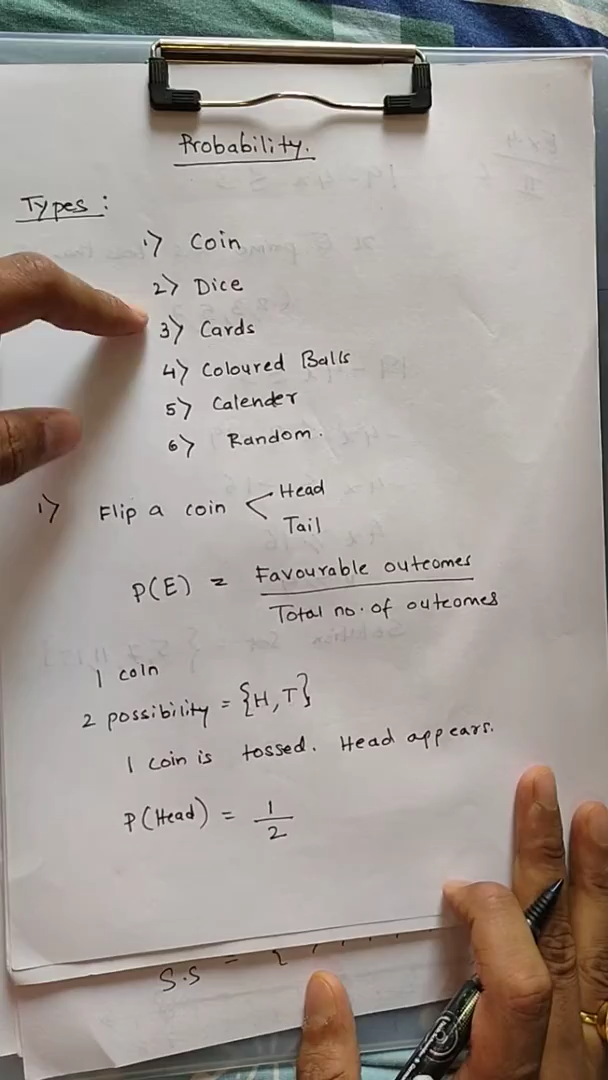 Probability.
Types :
1) Coin
2) Dice
3) Cards
4) Coloured Balls
5) Calender
6) Random.
1) Flip a coin < Head
Tail
P(E) = Favourable outcomes
Total no. of outcomes
1 coin
2 possibility = {H, T}
1 coin is tossed. Head appears.
P(Head) = 1
2
S.S = {